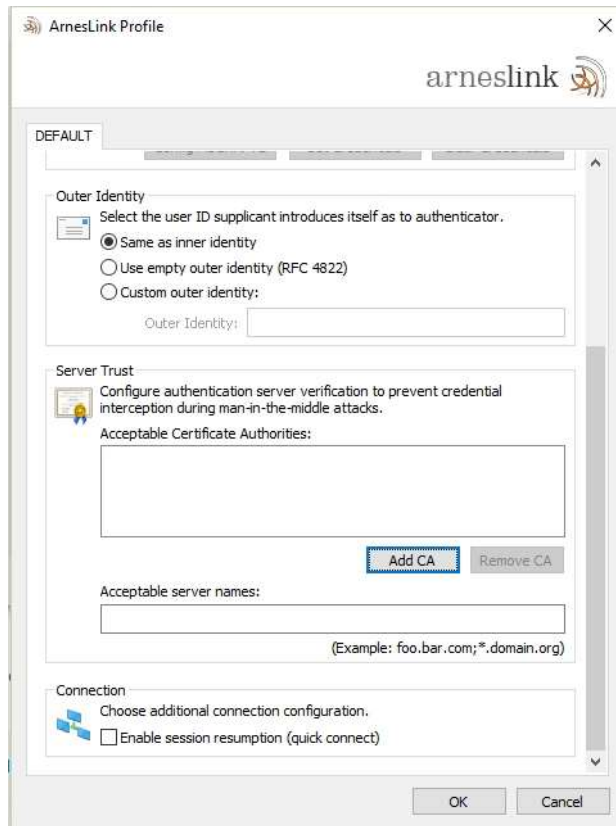 ArnesLink Profile
arneslink
DEFAULT
Outer Identity
Select the user ID supplicant introduces itself as to authenticator.
Same as inner identity
Use empty outer identity (RFC 4822)
Custom outer identity:
Outer Identity:
Server Trust
Configure authentication server verification to prevent credential
interception during man-in-the-middle attacks.
Acceptable Certificate Authorities:
Add CA
Remove CA
Acceptable server names:
(Example: foo.bar.com;*.domain.org)
Connection
Choose additional connection configuration.
Enable session resumption (quick connect)
OK
Cancel